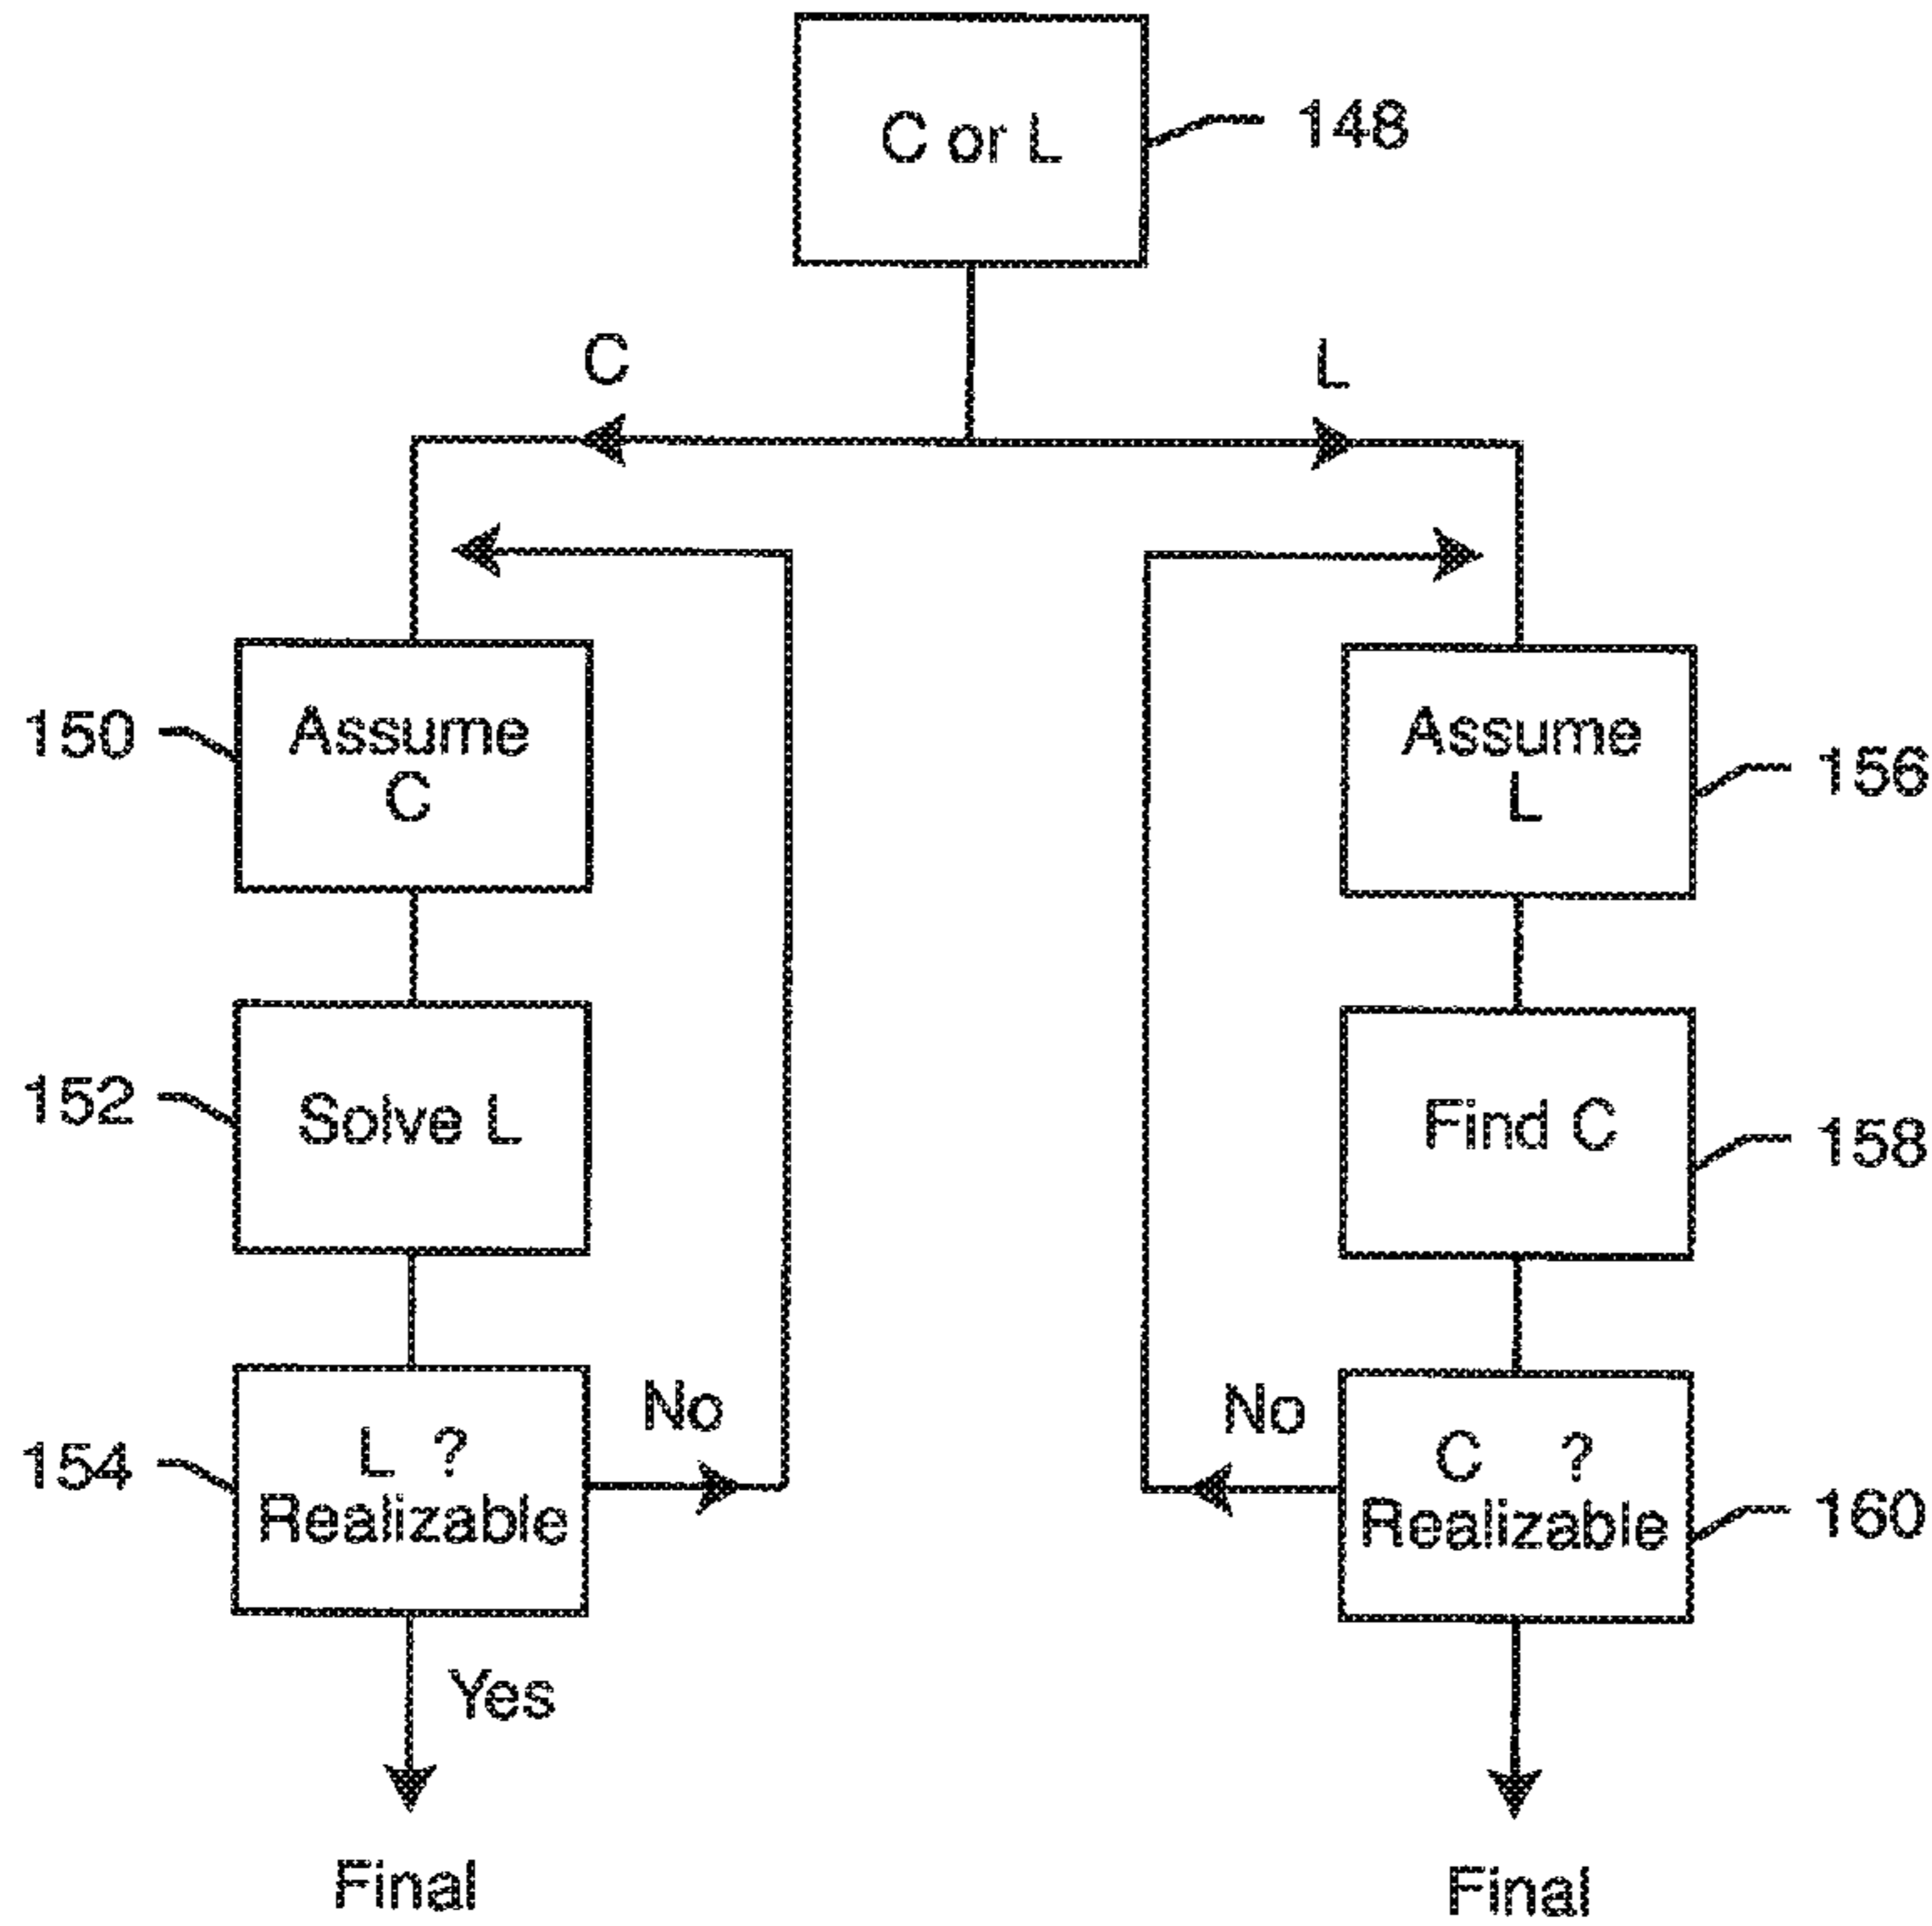 C or L
148
C
L
150
Assume
C
Assume
L
156
152
Solve L
Find C
158
154
L ?
Realizable
No
No
C ?
Realizable
160
Yes
Final
Final